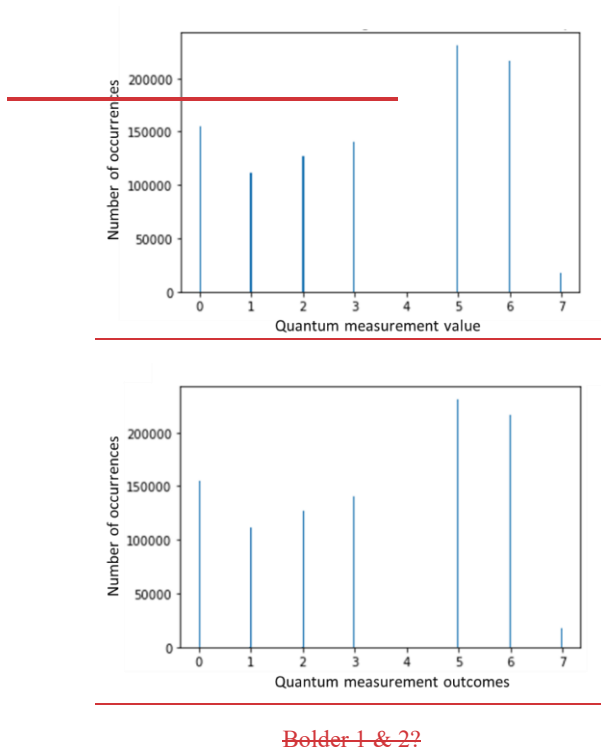 Number of occurrences
200000
150000
100000
50000
0
0 1 2 3 4 5 6 7
Quantum measurement value
Number of occurrences
200000
150000
100000
50000
0
0 1 2 3 4 5 6 7
Quantum measurement outcomes
Bolder 1 & 2?